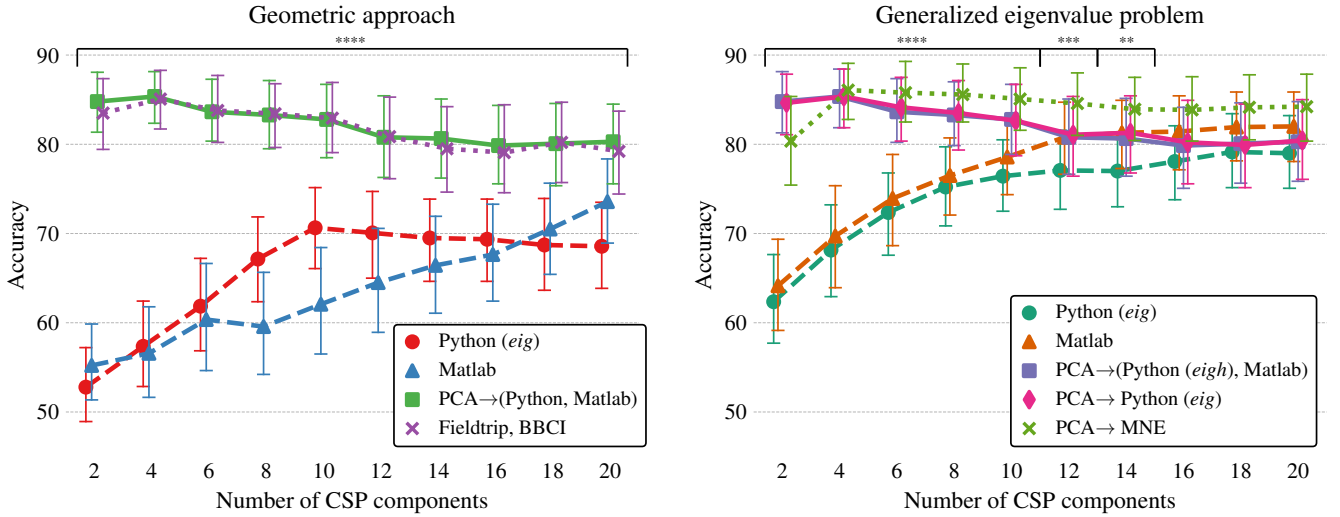 Geometric approach
****
90
80
70
60
50
Accuracy
2 4 6 8 10 12 14 16 18 20
Number of CSP components
Python (eig)
Matlab
PCA→(Python, Matlab)
Fieldtrip, BBCI
Generalized eigenvalue problem
**** *** **
90
80
70
60
50
Accuracy
2 4 6 8 10 12 14 16 18 20
Number of CSP components
Python (eig)
Matlab
PCA→(Python (eigh), Matlab)
PCA→ Python (eig)
PCA→ MNE